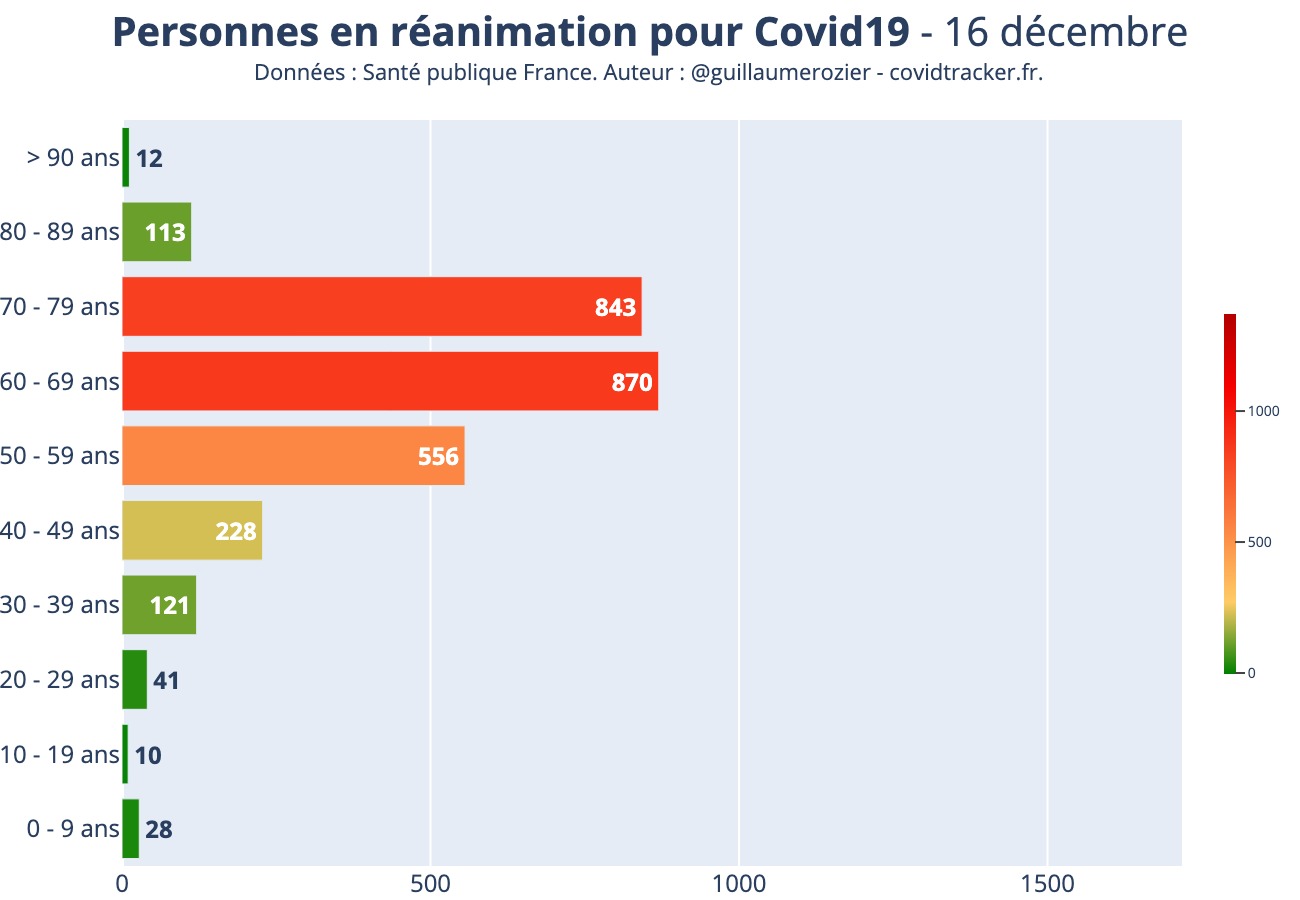 Personnes en réanimation pour Covid19 - 16 décembre
Données : Santé publique France. Auteur : @guillaumerozier - covidtracker.fr.
> 90 ans 12
80 - 89 ans 113
70 - 79 ans 843
60 - 69 ans 870
50 - 59 ans 556
40 - 49 ans 228
30 - 39 ans 121
20 - 29 ans 41
10 - 19 ans 10
0 - 9 ans 28
0 500 1000 1500
1000
500
0